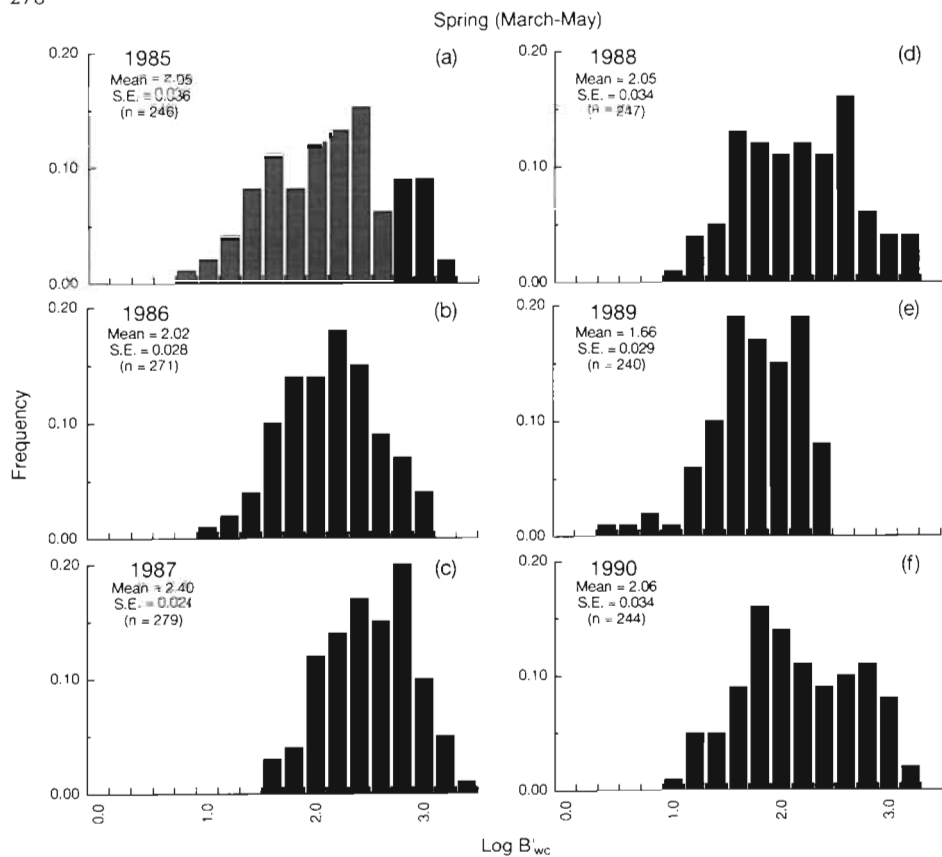 Spring (March-May)
0.20
1985
Mean = 2.05
S.E. = 0.036
(n = 246)
(a)
0.10
0.00
1988
Mean = 2.05
S.E. = 0.034
(n = 247)
(d)
0.20
0.10
0.00
0.20
1986
Mean = 2.02
S.E. = 0.028
(n = 271)
(b)
0.10
0.00
0.20
1989
Mean = 1.66
S.E. = 0.029
(n = 240)
(e)
0.10
0.00
Frequency
0.20
1987
Mean = 2.40
S.E. = 0.024
(n = 279)
(c)
0.10
0.00
0.20
1990
Mean = 2.06
S.E. = 0.034
(n = 244)
(f)
0.10
0.00
0.0 1.0 2.0 3.0
0.0 1.0 2.0 3.0
Log B'wc